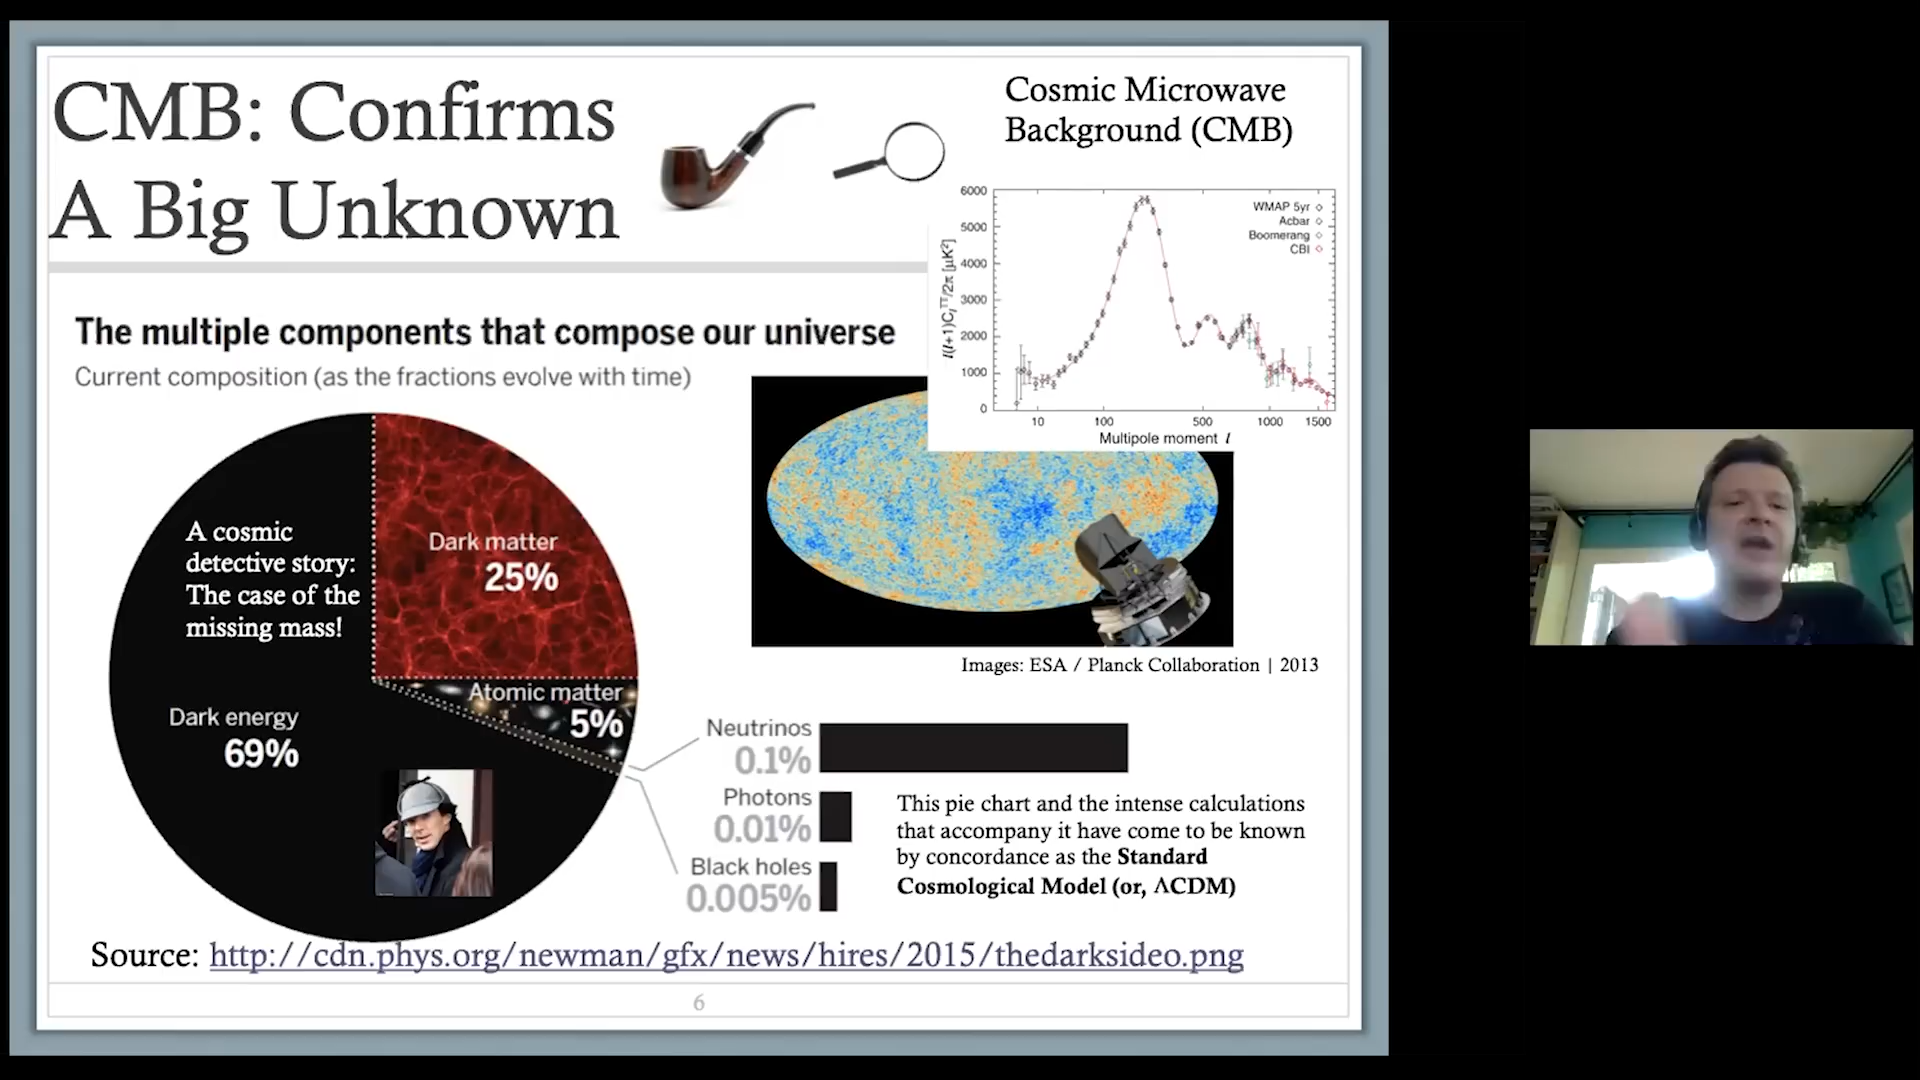 CMB: Confirms
A Big Unknown
Cosmic Microwave
Background (CMB)
6000
5000
4000
3000
2000
1000
0
l(l+1)C_l^TT/2π [μK²]
WMAP 5yr
Acbar
Boomerang
CBI
10
100
500
1000
1500
Multipole moment l
The multiple components that compose our universe
Current composition (as the fractions evolve with time)
A cosmic
detective story:
The case of the
missing mass!
Dark matter
25%
Atomic matter
5%
Dark energy
69%
Images: ESA / Planck Collaboration | 2013
Neutrinos
0.1%
Photons
0.01%
Black holes
0.005%
This pie chart and the intense calculations
that accompany it have come to be known
by concordance as the Standard
Cosmological Model (or, ΛCDM)
Source: http://cdn.phys.org/newman/gfx/news/hires/2015/thedarksideo.png
6